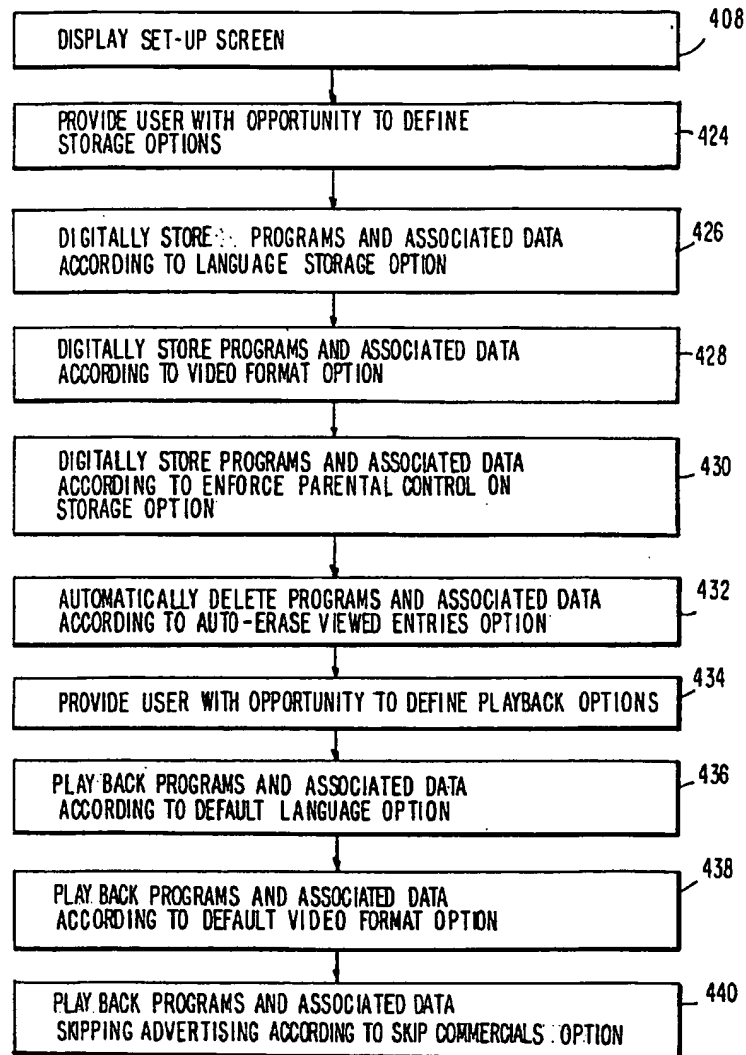 DISPLAY SET-UP SCREEN
408
PROVIDE USER WITH OPPORTUNITY TO DEFINE
STORAGE OPTIONS
424
DIGITALLY STORE PROGRAMS AND ASSOCIATED DATA
ACCORDING TO LANGUAGE STORAGE OPTION
426
DIGITALLY STORE PROGRAMS AND ASSOCIATED DATA
ACCORDING TO VIDEO FORMAT OPTION
428
DIGITALLY STORE PROGRAMS AND ASSOCIATED DATA
ACCORDING TO ENFORCE PARENTAL CONTROL ON
STORAGE OPTION
430
AUTOMATICALLY DELETE PROGRAMS AND ASSOCIATED DATA
ACCORDING TO AUTO-ERASE VIEWED ENTRIES OPTION
432
PROVIDE USER WITH OPPORTUNITY TO DEFINE PLAYBACK OPTIONS
434
PLAY BACK PROGRAMS AND ASSOCIATED DATA
ACCORDING TO DEFAULT LANGUAGE OPTION
436
PLAY BACK PROGRAMS AND ASSOCIATED DATA
ACCORDING TO DEFAULT VIDEO FORMAT OPTION
438
PLAY BACK PROGRAMS AND ASSOCIATED DATA
SKIPPING ADVERTISING ACCORDING TO SKIP COMMERCIALS OPTION
440